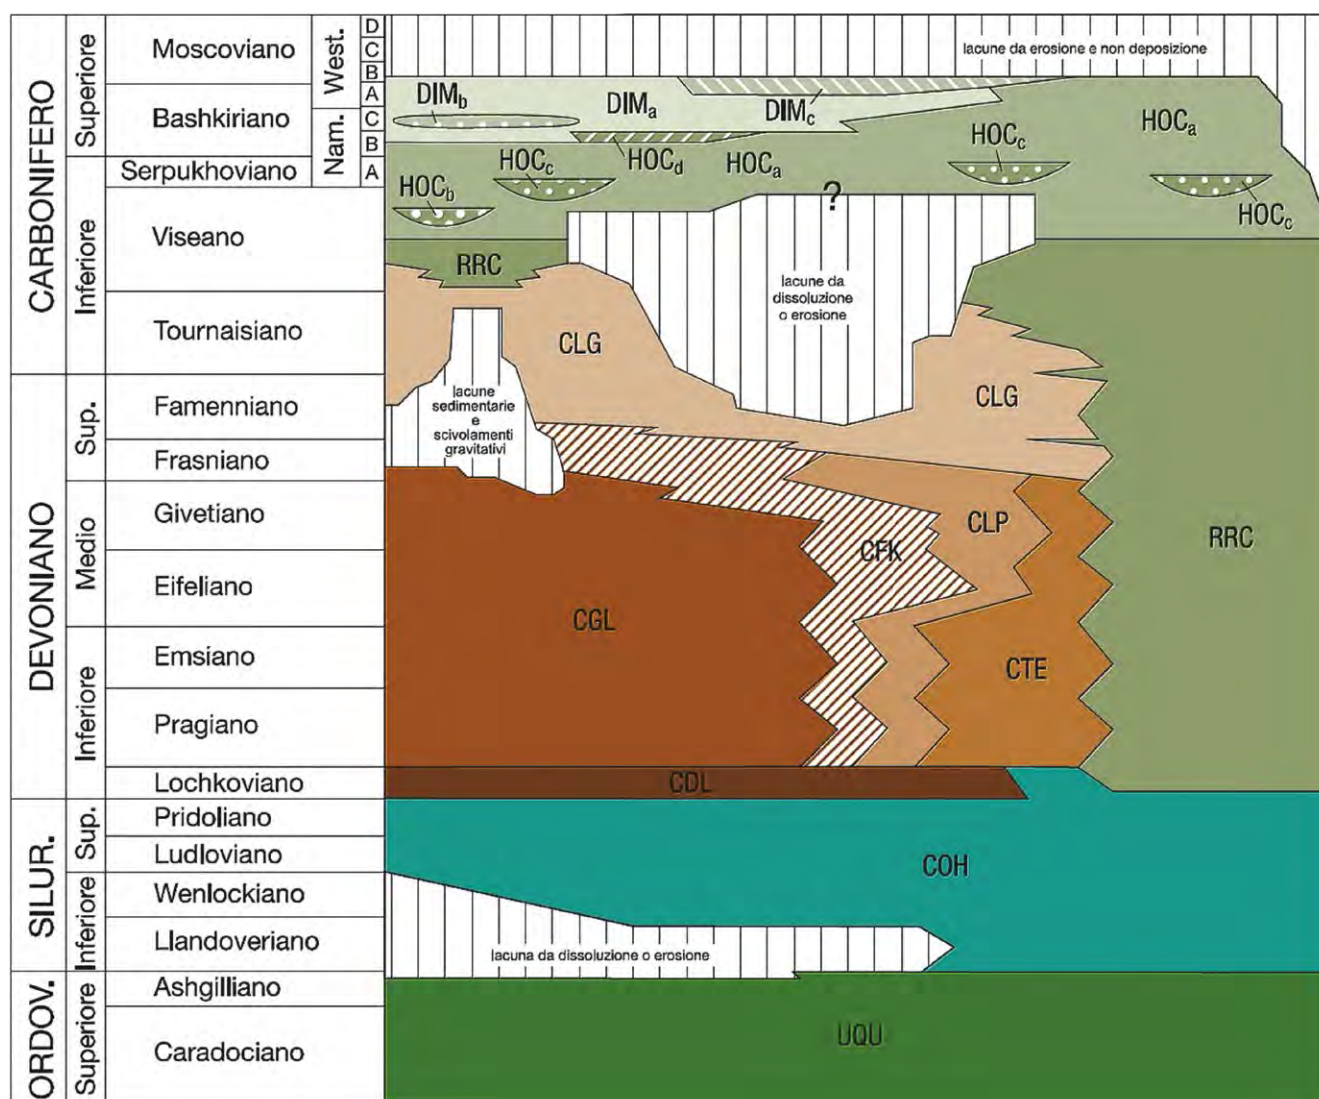 CARBONIFERO
Superiore
Inferiore
Moscoviano
Bashkiriano
Serpukhoviano
Viseano
Tournaisiano
West.
Nam.
D
C
B
A
C
B
A
DEVONIANO
Sup.
Medio
Inferiore
Famenniano
Frasniano
Givetiano
Eifeliano
Emsiano
Pragiano
Lochkoviano
SILUR.
Sup.
Inferiore
Pridoliano
Ludloviano
Wenlockiano
Llandoveriano
ORDOV.
Superiore
Ashgilliano
Caradociano
lacune da erosione e non deposizione
DIMb
DIMa
DIMc
HOCa
HOCc
HOCd
HOCa
HOCc
HOCb
HOCc
?
RRC
lacune da
dissoluzione
o erosione
CLG
CLG
lacune
sedimentarie
e
scivolamenti
gravitativi
CLP
CFK
RRC
CGL
CTE
CDL
COH
lacuna da dissoluzione o erosione
UQU